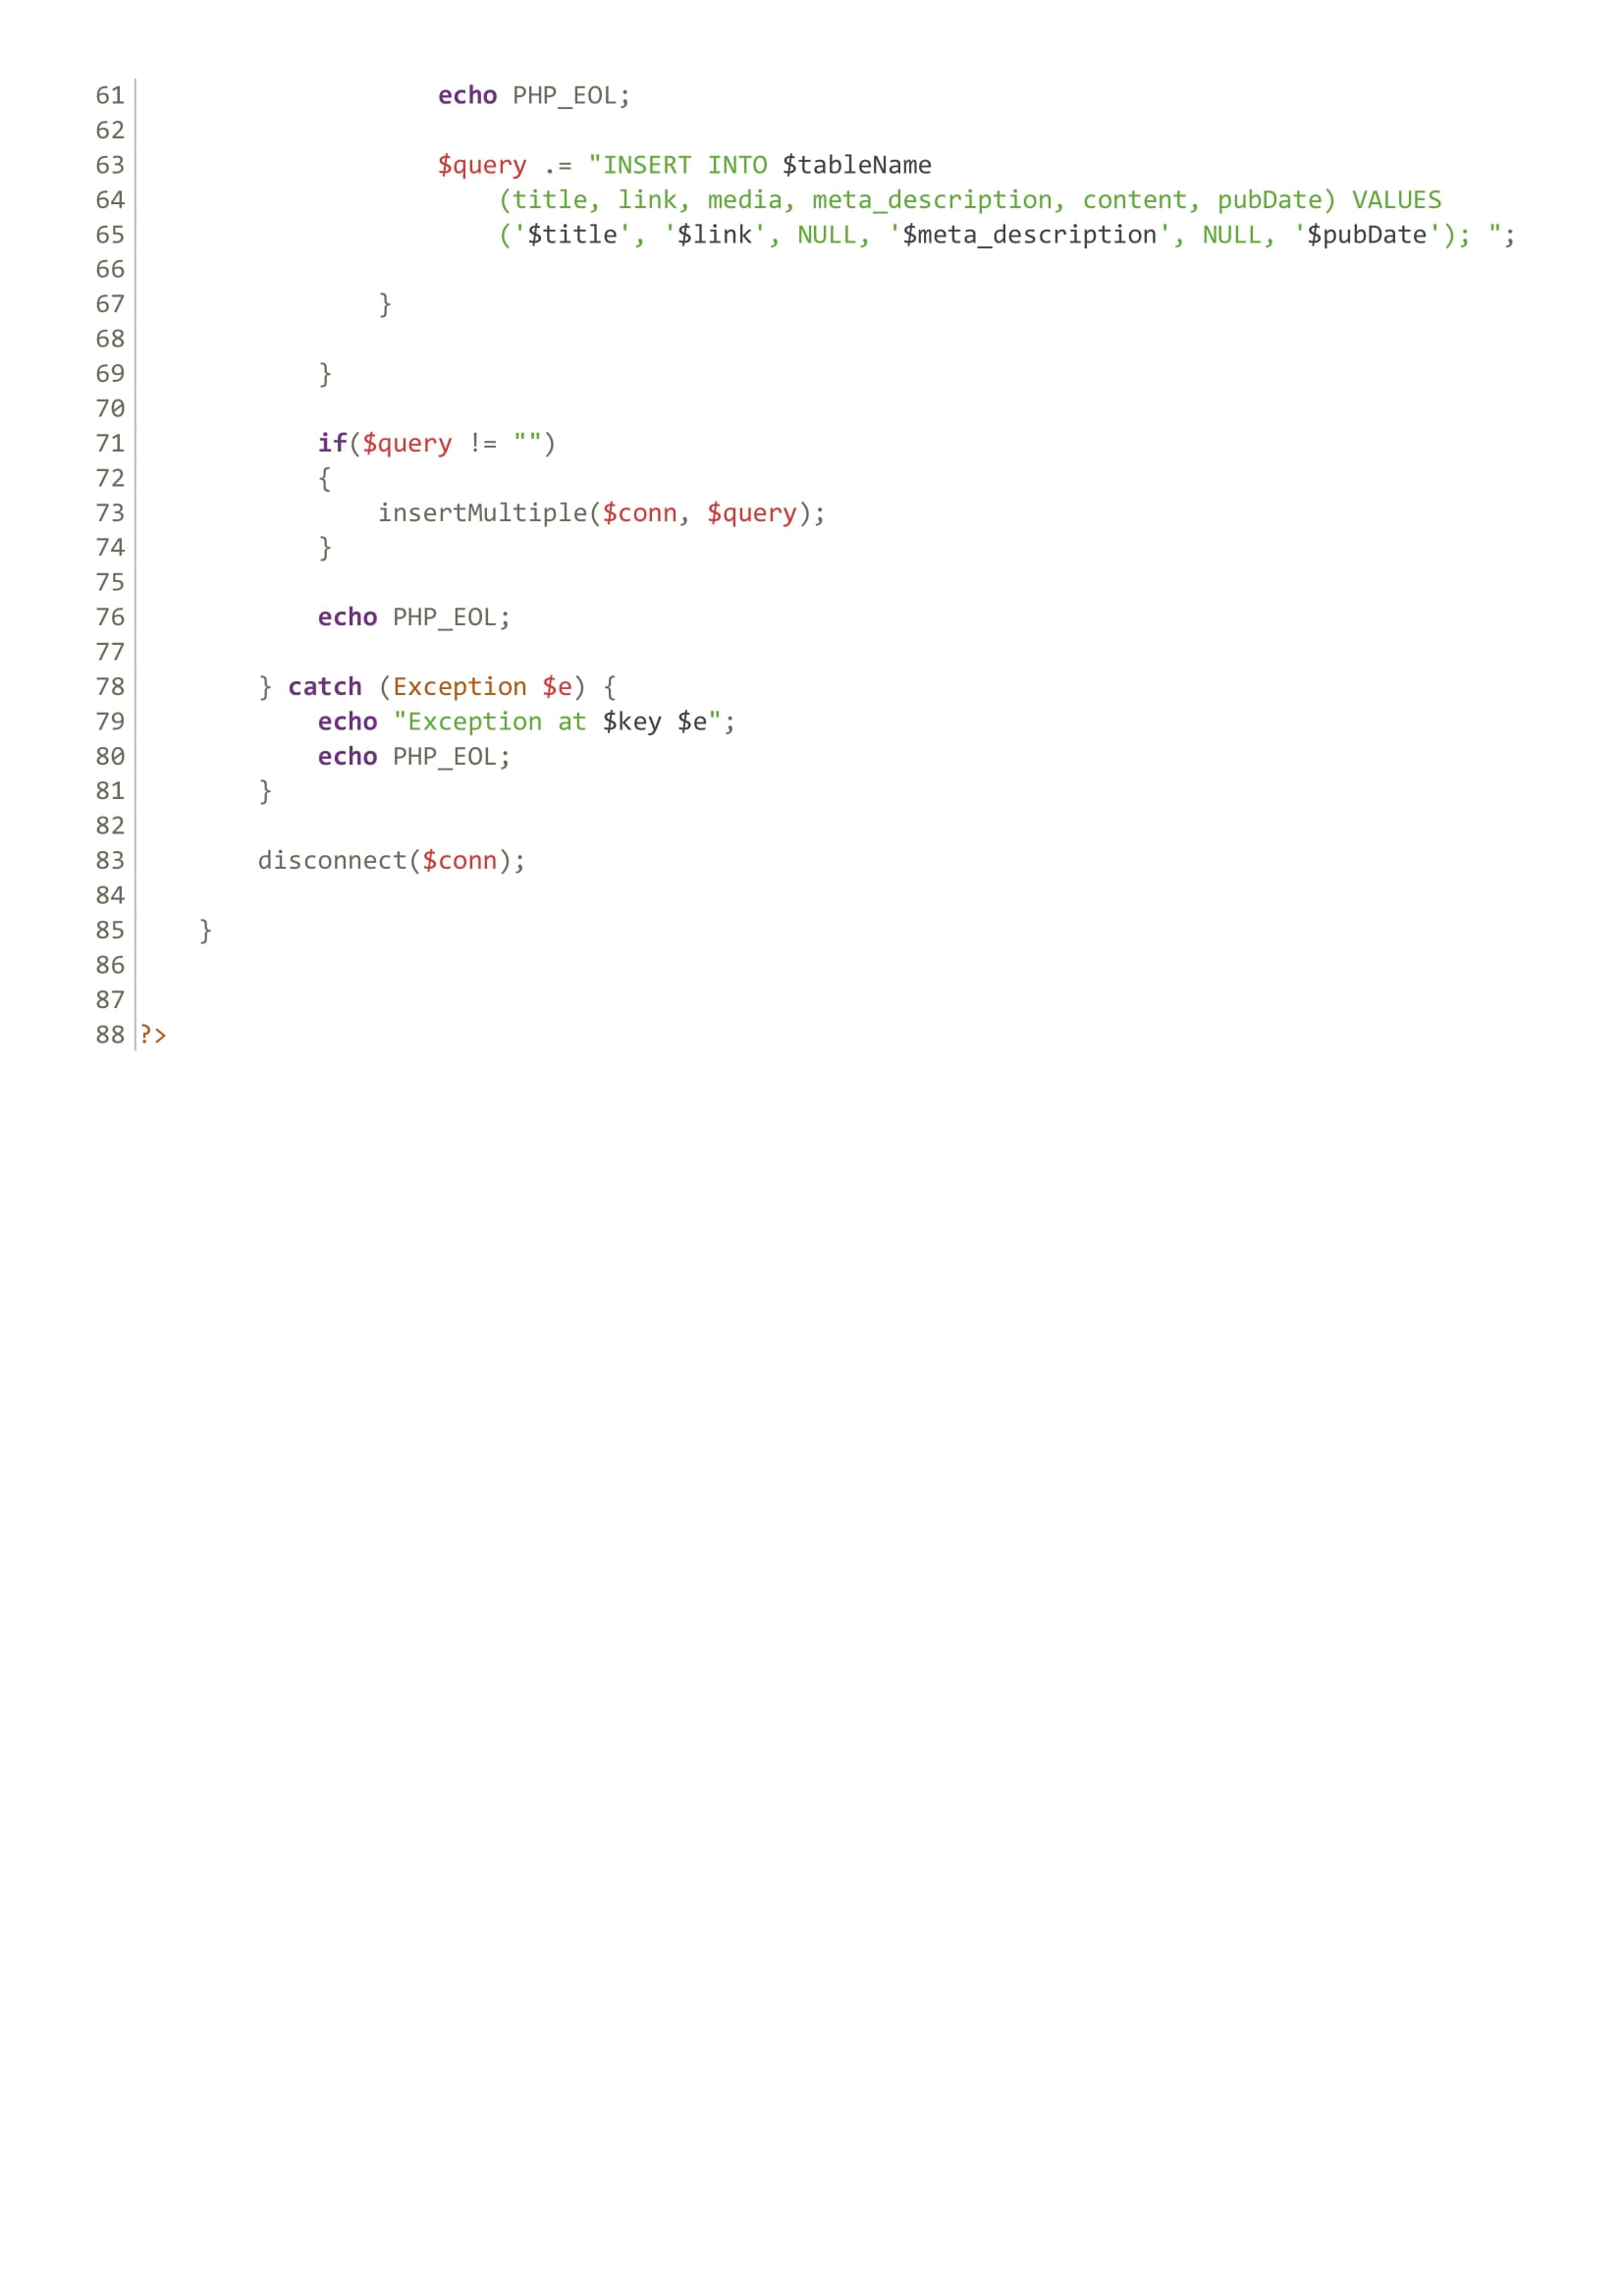 61 echo PHP_EOL;
62
63 $query .= "INSERT INTO $tableName
64 (title, link, media, meta_description, content, pubDate) VALUES
65 ('$title', '$link', NULL, '$meta_description', NULL, '$pubDate'); ";
66
67 }
68
69 }
70
71 if($query != "")
72 {
73 insertMultiple($conn, $query);
74 }
75
76 echo PHP_EOL;
77
78 } catch (Exception $e) {
79 echo "Exception at $key $e";
80 echo PHP_EOL;
81 }
82
83 disconnect($conn);
84
85 }
86
87
88 ?>